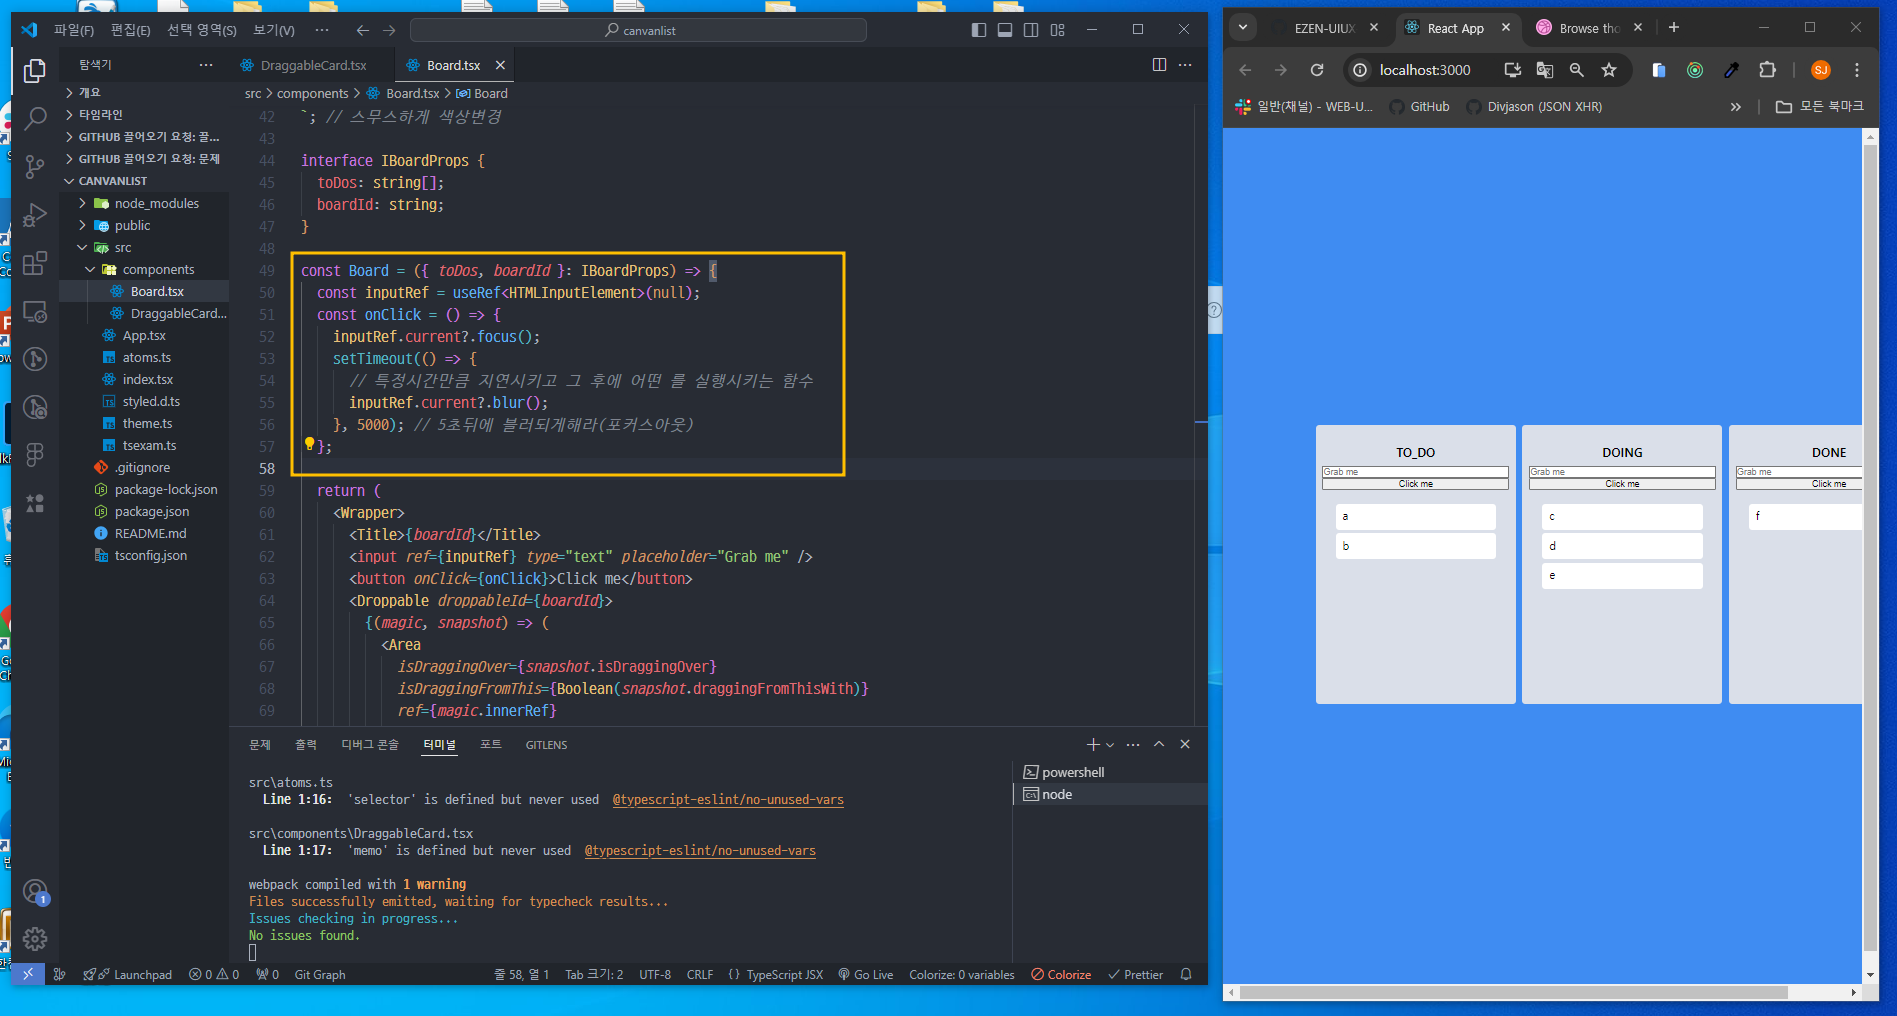 파일(F) 편집(E) 선택 영역(S) 보기(V) ··· canvanlist
탐색기 ···
DraggableCard.tsx
Board.tsx
src > components > Board.tsx > Board
개요
타임라인
GITHUB 끌어오기 요청: 끌...
GITHUB 끌어오기 요청: 문제
CANVANLIST
node_modules
public
src
components
Board.tsx
DraggableCard...
App.tsx
atoms.ts
index.tsx
styled.d.ts
theme.ts
tsexam.ts
.gitignore
package-lock.json
package.json
README.md
tsconfig.json
42 `; // 스무스하게 색상변경
43
44 interface IBoardProps {
45 toDos: string[];
46 boardId: string;
47 }
48
49 const Board = ({ toDos, boardId }: IBoardProps) => {
50 const inputRef = useRef<HTMLInputElement>(null);
51 const onClick = () => {
52 inputRef.current?.focus();
53 setTimeout(() => {
54 // 특정시간만큼 지연시키고 그 후에 어떤 를 실행시키는 함수
55 inputRef.current?.blur();
56 }, 5000); // 5초뒤에 블러되게해라(포커스아웃)
57 };
58
59 return (
60 <Wrapper>
61 <Title>{boardId}</Title>
62 <input ref={inputRef} type="text" placeholder="Grab me" />
63 <button onClick={onClick}>Click me</button>
64 <Droppable droppableId={boardId}>
65 {(magic, snapshot) => (
66 <Area
67 isDraggingOver={snapshot.isDraggingOver}
68 isDraggingFromThis={Boolean(snapshot.draggingFromThisWith)}
69 ref={magic.innerRef}
문제 출력 디버그 콘솔 터미널 포트 GITLENS
src\atoms.ts
Line 1:16: 'selector' is defined but never used @typescript-eslint/no-unused-vars
src\components\DraggableCard.tsx
Line 1:17: 'memo' is defined but never used @typescript-eslint/no-unused-vars
webpack compiled with 1 warning
Files successfully emitted, waiting for typecheck results...
Issues checking in progress...
No issues found.
powershell
node
1
Launchpad 0 0 0 Git Graph 줄 58, 열 1 Tab 크기: 2 UTF-8 CRLF {} TypeScript JSX Go Live Colorize: 0 variables Colorize Prettier
EZEN-UIUX
React App
Browse tho
localhost:3000
SJ
일반(채널) - WEB-U...
GitHub
Divjason (JSON XHR)
모든 북마크
TO_DO
Grab me
Click me
a
b
DOING
Grab me
Click me
c
d
e
DONE
Grab me
Click me
f